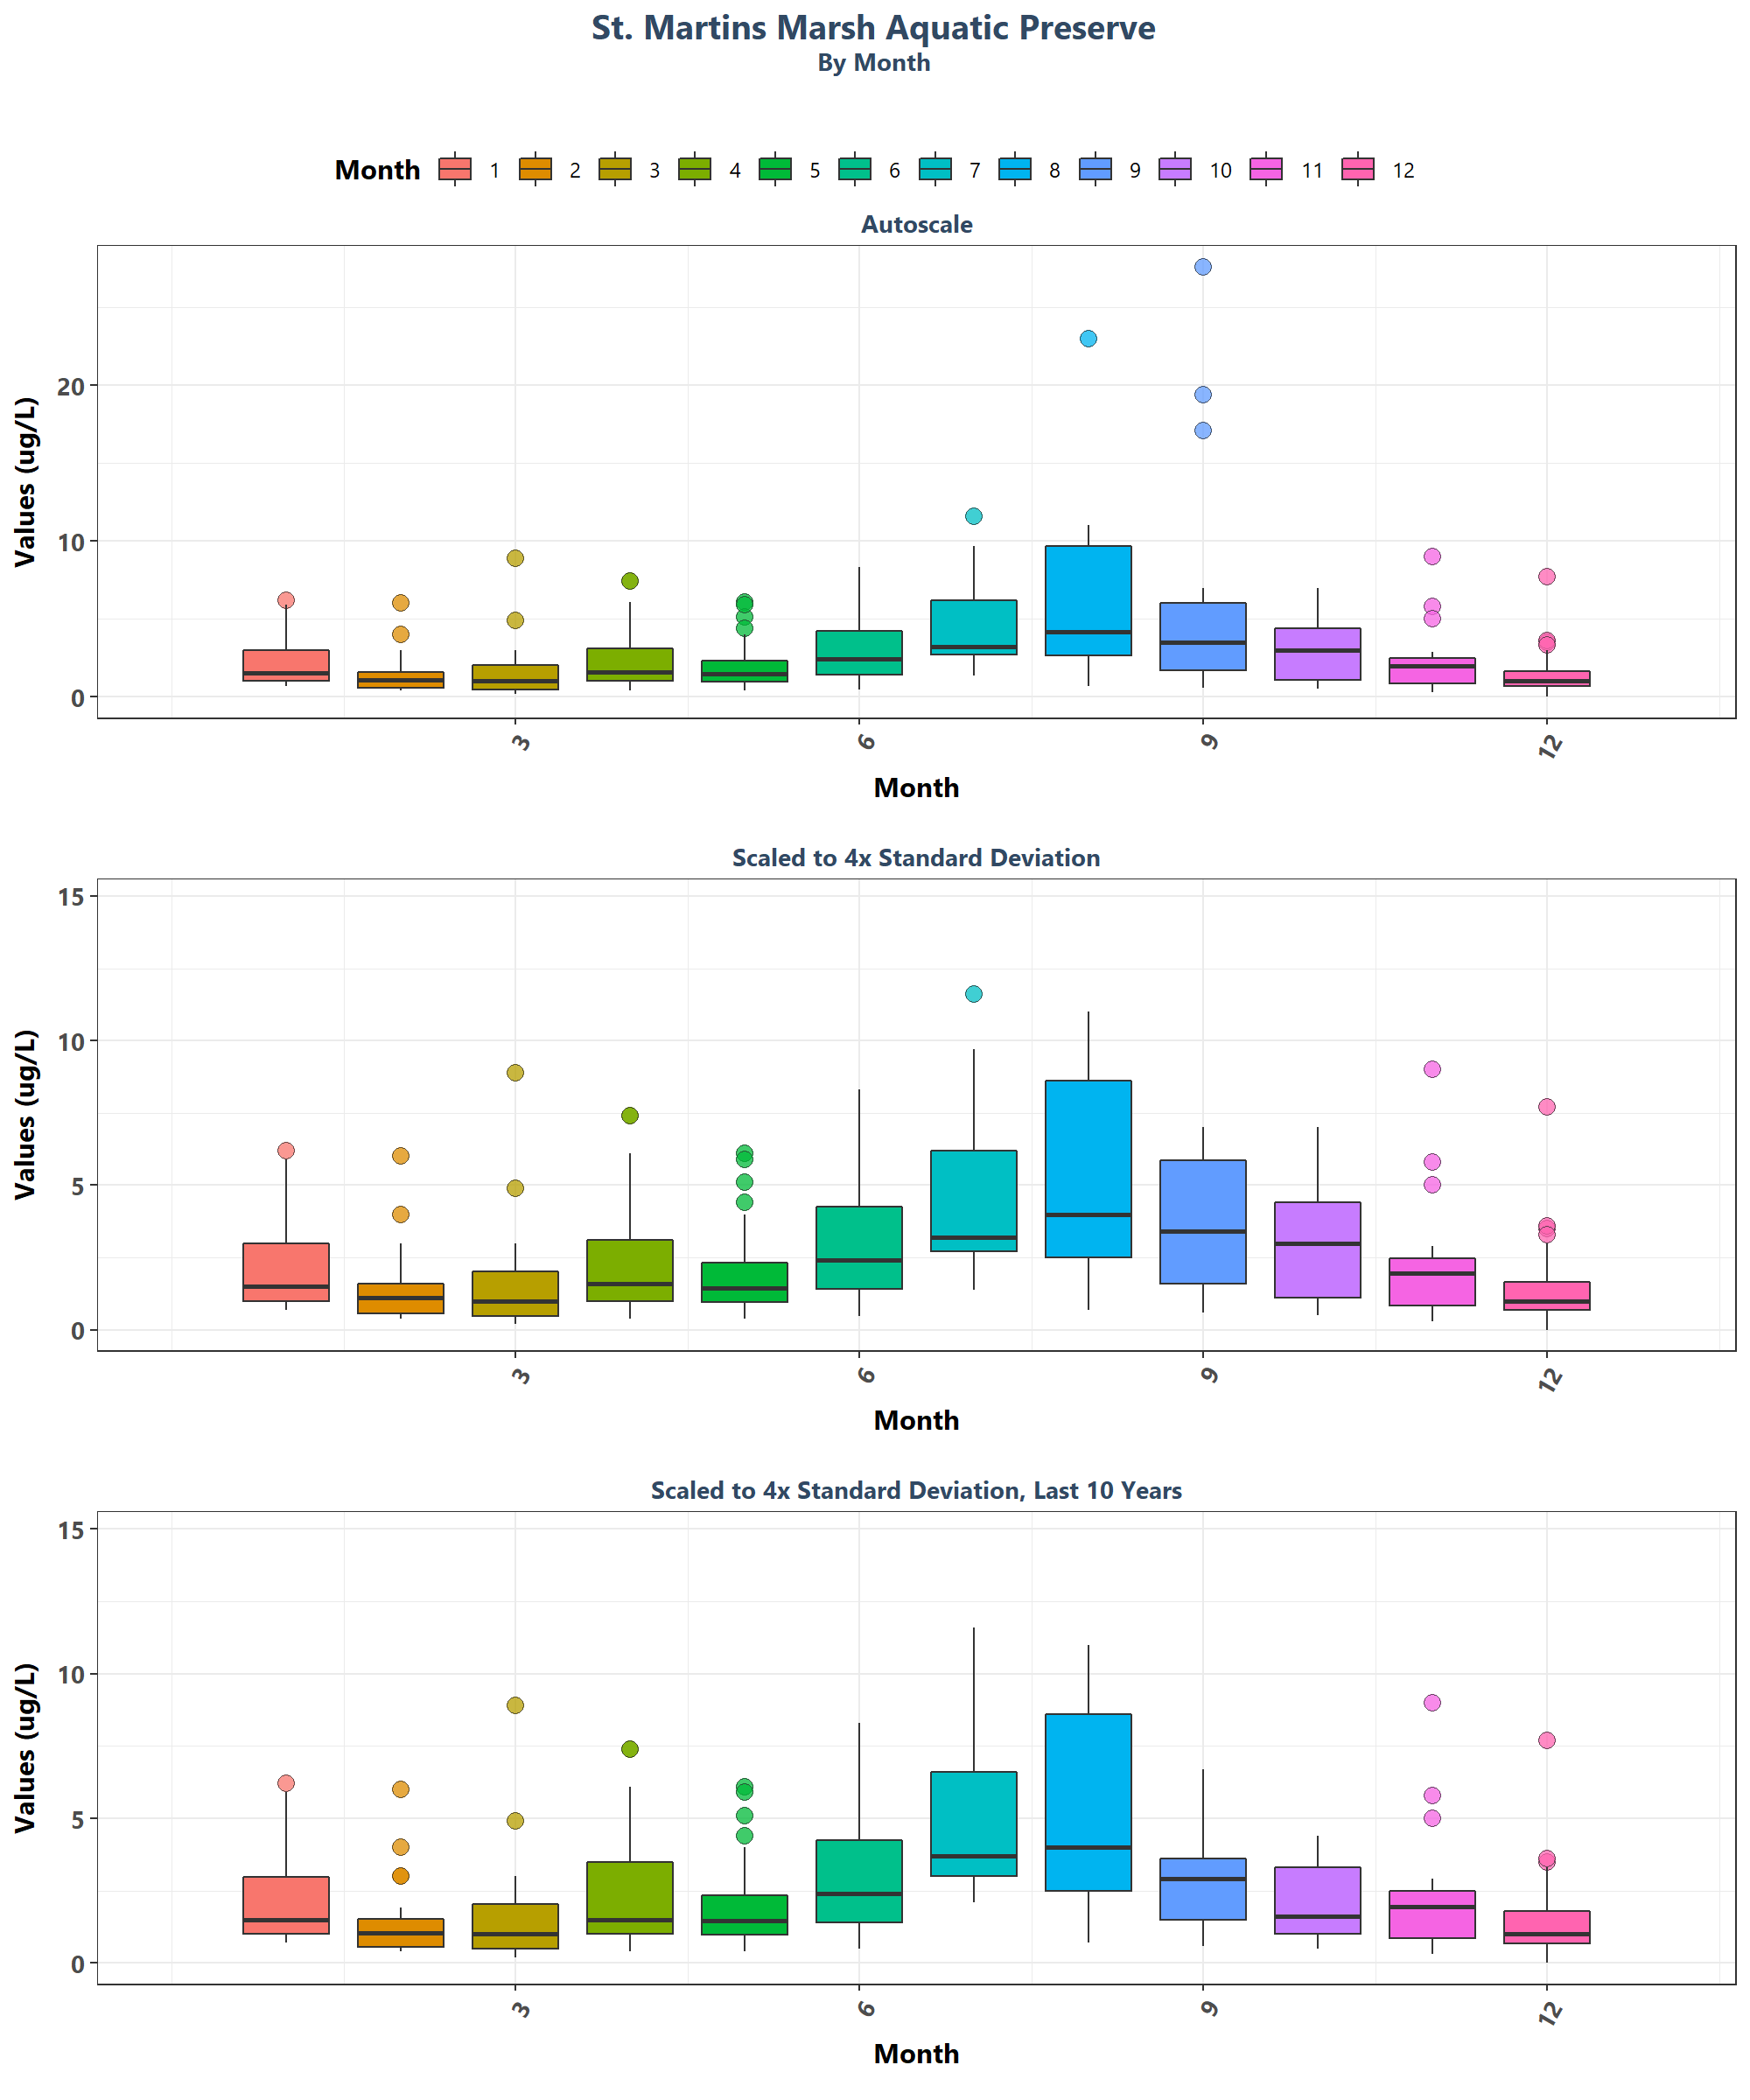 St. Martins Marsh Aquatic Preserve
By Month
Month 1 2 3 4 5 6 7 8 9 10 11 12
Autoscale
Values (ug/L)
20
10
0
3 6 9 12
Month
Scaled to 4x Standard Deviation
Values (ug/L)
15
10
5
0
3 6 9 12
Month
Scaled to 4x Standard Deviation, Last 10 Years
Values (ug/L)
15
10
5
0
3 6 9 12
Month